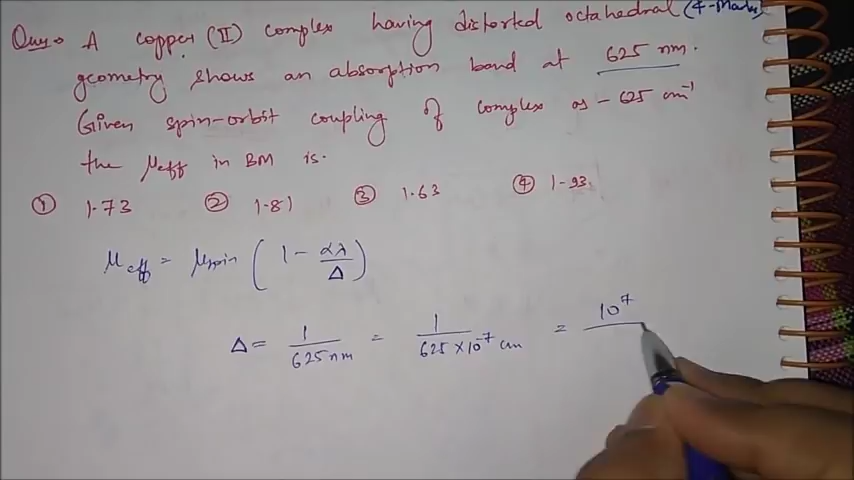 Ques A copper (II) complex having distorted octahedral (4-Marks)
geometry shows an absorption band at 625 nm.
Given spin-orbit coupling of complex as -625 cm⁻¹
the μeff in BM is.
① 1.73 ② 1.81 ③ 1.63 ④ 1.93
μeff = μspin ( 1 - αλ/Δ )
Δ = 1/625 nm = 1/625 × 10⁻⁷ cm = 10⁷